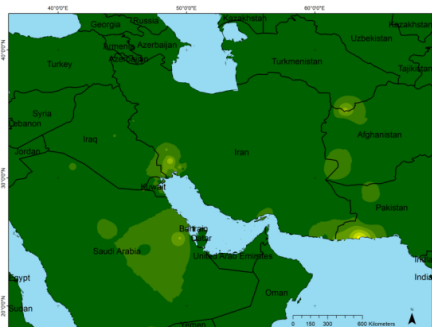 40°0'0"E 50°0'0"E 60°0'0"E
Georgia Russia Kazakhstan Kazakhstan
Armenia Azerbaijan Uzbekistan
Azerbaijan
Turkey Turkmenistan Tajikistan
40°0'0"N
Syria Afghanistan
Lebanon Iraq Iran
Jordan
30°0'0"N
Kuwait Pakistan
Bahrain
Qatar
Saudi Arabia United Arab Emirates
Egypt Oman India
20°0'0"N
Sudan Yemen
0 150 300 600 Kilometers